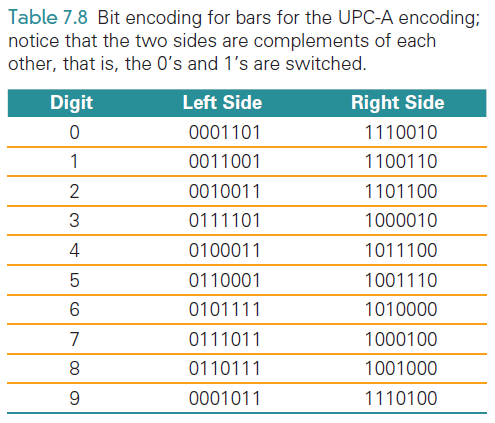 Table 7.8 Bit encoding for bars for the UPC-A encoding;
notice that the two sides are complements of each
other, that is, the 0's and 1's are switched.
Digit Left Side Right Side
0 0001101 1110010
1 0011001 1100110
2 0010011 1101100
3 0111101 1000010
4 0100011 1011100
5 0110001 1001110
6 0101111 1010000
7 0111011 1000100
8 0110111 1001000
9 0001011 1110100